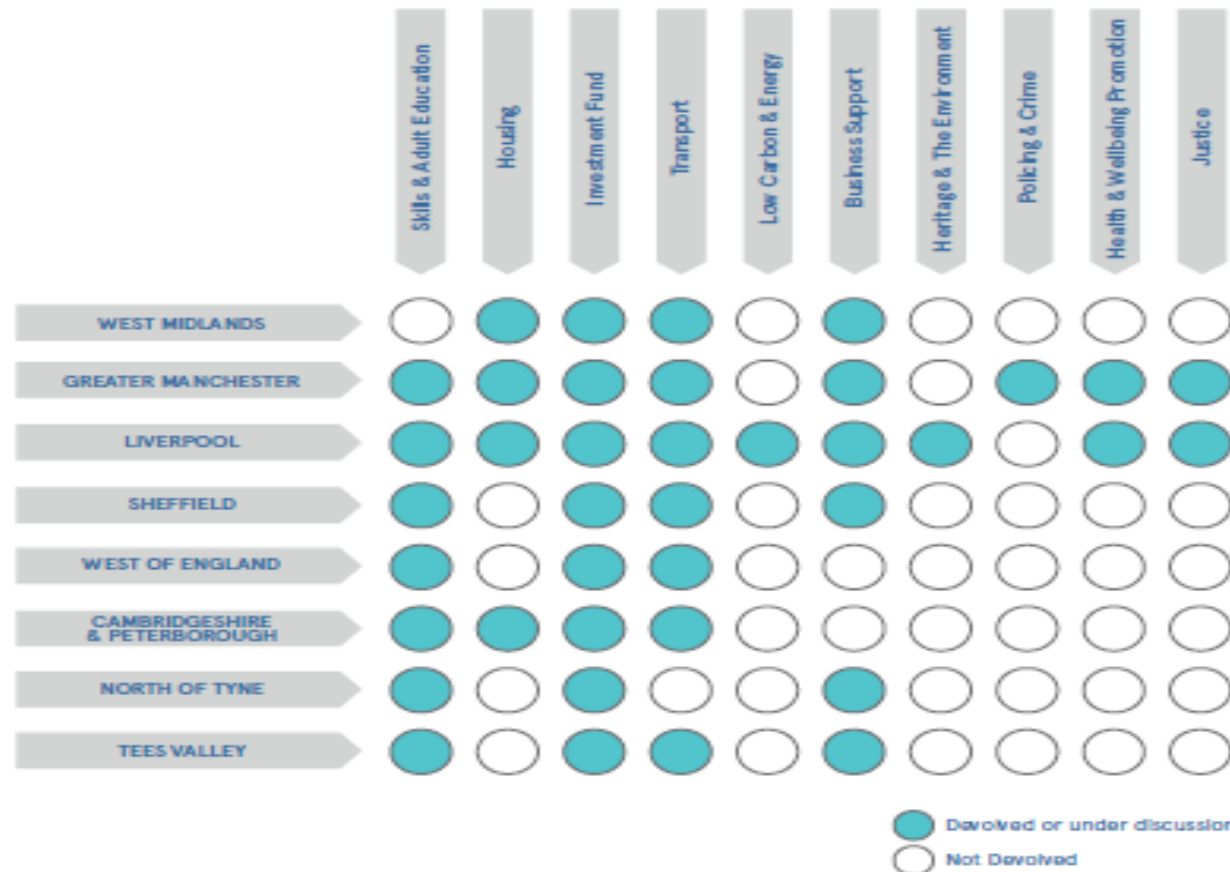 Skills & Adult Education
Housing
Investment Fund
Transport
Low Carbon & Energy
Business Support
Heritage & The Environment
Policing & Crime
Health & Wellbeing Promotion
Justice
WEST MIDLANDS
GREATER MANCHESTER
LIVERPOOL
SHEFFIELD
WEST OF ENGLAND
CAMBRIDGESHIRE
& PETERBOROUGH
NORTH OF TYNE
TEES VALLEY
Devolved or under discussion
Not Devolved